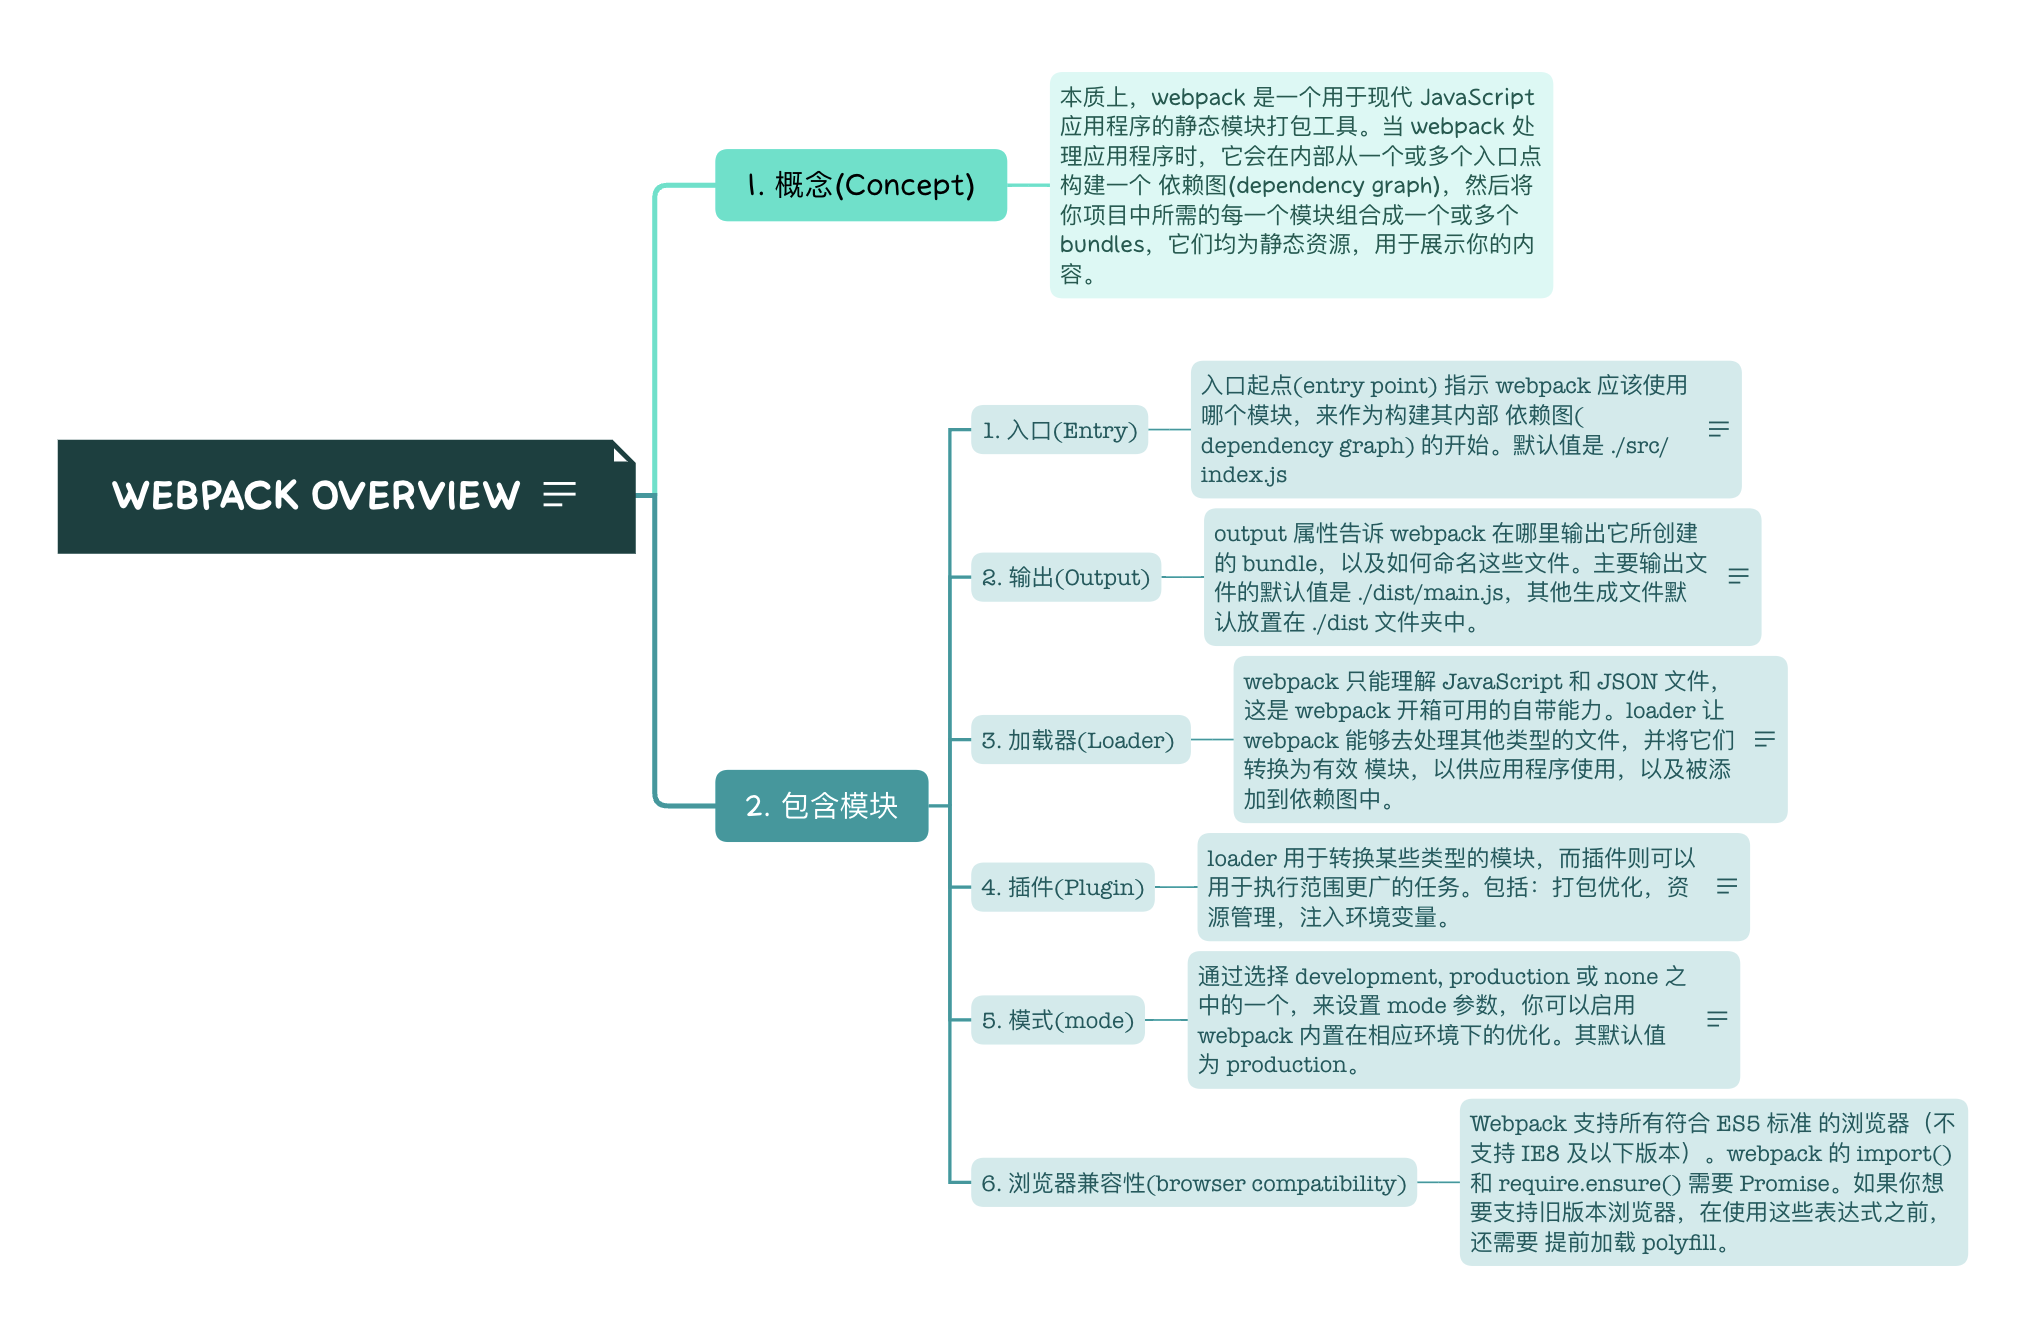 WEBPACK OVERVIEW
1. 概念(Concept)
本质上，webpack 是一个用于现代 JavaScript
应用程序的静态模块打包工具。当 webpack 处
理应用程序时，它会在内部从一个或多个入口点
构建一个 依赖图(dependency graph)，然后将
你项目中所需的每一个模块组合成一个或多个
bundles，它们均为静态资源，用于展示你的内
容。
2. 包含模块
1. 入口(Entry)
入口起点(entry point) 指示 webpack 应该使用
哪个模块，来作为构建其内部 依赖图(
dependency graph) 的开始。默认值是 ./src/
index.js
2. 输出(Output)
output 属性告诉 webpack 在哪里输出它所创建
的 bundle，以及如何命名这些文件。主要输出文
件的默认值是 ./dist/main.js，其他生成文件默
认放置在 ./dist 文件夹中。
3. 加载器(Loader)
webpack 只能理解 JavaScript 和 JSON 文件，
这是 webpack 开箱可用的自带能力。loader 让
webpack 能够去处理其他类型的文件，并将它们
转换为有效 模块，以供应用程序使用，以及被添
加到依赖图中。
4. 插件(Plugin)
loader 用于转换某些类型的模块，而插件则可以
用于执行范围更广的任务。包括：打包优化，资
源管理，注入环境变量。
5. 模式(mode)
通过选择 development, production 或 none 之
中的一个，来设置 mode 参数，你可以启用
webpack 内置在相应环境下的优化。其默认值
为 production。
6. 浏览器兼容性(browser compatibility)
Webpack 支持所有符合 ES5 标准 的浏览器（不
支持 IE8 及以下版本）。webpack 的 import()
和 require.ensure() 需要 Promise。如果你想
要支持旧版本浏览器，在使用这些表达式之前，
还需要 提前加载 polyfill。